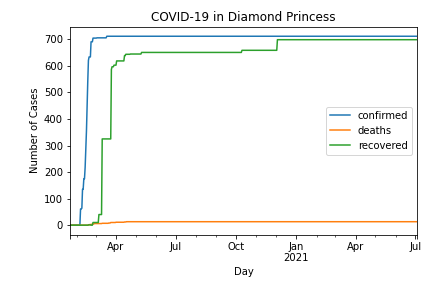 COVID-19 in Diamond Princess
Number of Cases
700
600
500
400
300
200
100
0
confirmed
deaths
recovered
Apr
Jul
Oct
Jan
2021
Apr
Jul
Day